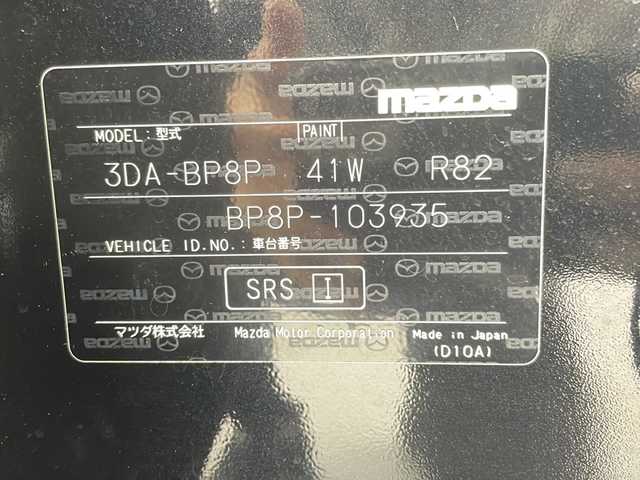 mazda
MODEL: 型式 PAINT
3DA-BP8P 41W R82
BP8P-103935
VEHICLE ID.NO.: 車台番号
SRS I
マツダ株式会社 Mazda Motor Corporation Made in Japan
(D10A)